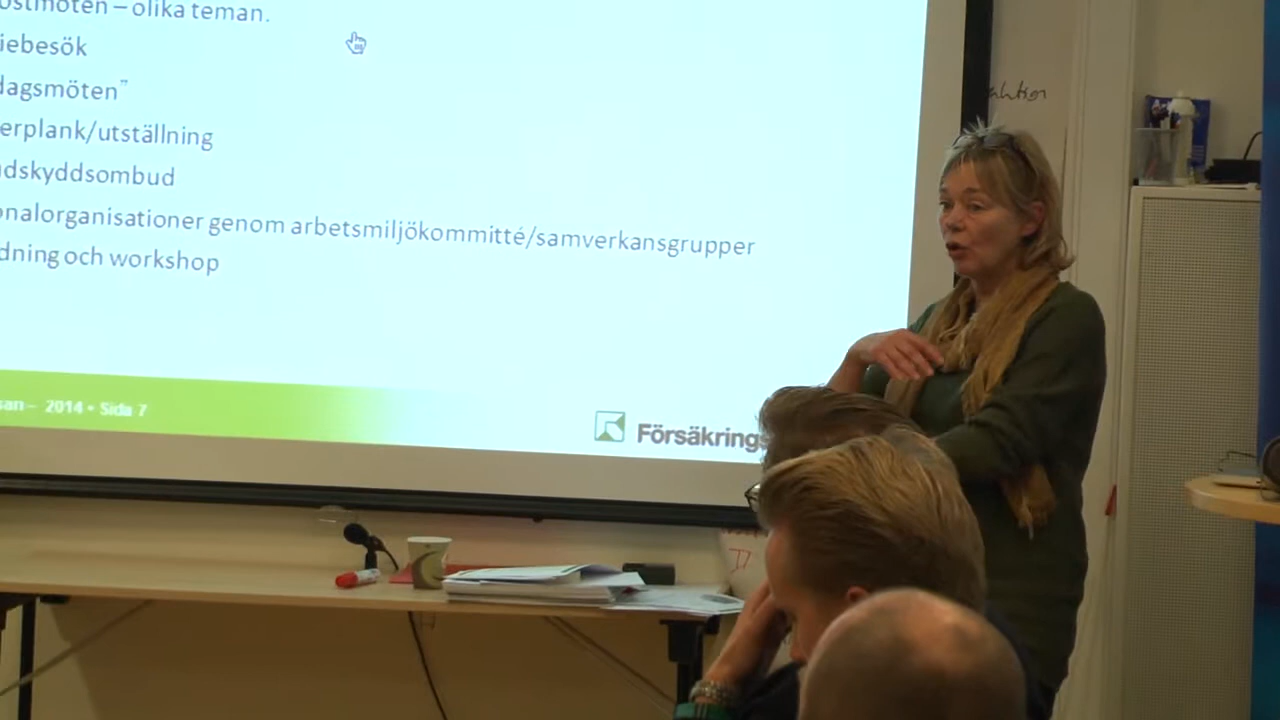 ostmöten – olika teman.
iebesök
dagsmöten"
erplank/utställning
dskyddsombud
onalorganisationer genom arbetsmiljökommitté/samverkansgrupper
dning och workshop
san – 2014 • Sida 7
Försäkrings